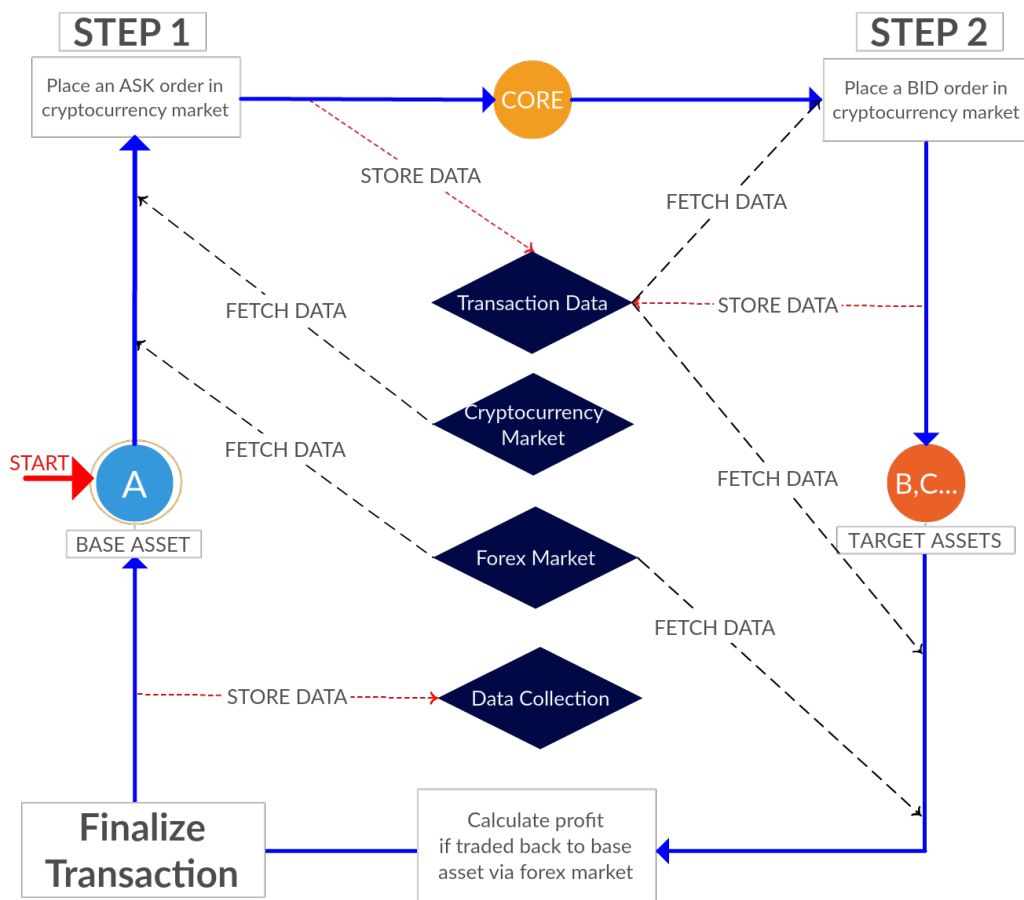 STEP 1
STEP 2
Place an ASK order in
cryptocurrency market
CORE
Place a BID order in
cryptocurrency market
STORE DATA
FETCH DATA
Transaction Data
STORE DATA
FETCH DATA
Cryptocurrency
Market
FETCH DATA
FETCH DATA
START
A
B,C...
BASE ASSET
TARGET ASSETS
Forex Market
FETCH DATA
STORE DATA
Data Collection
Finalize
Transaction
Calculate profit
if traded back to base
asset via forex market